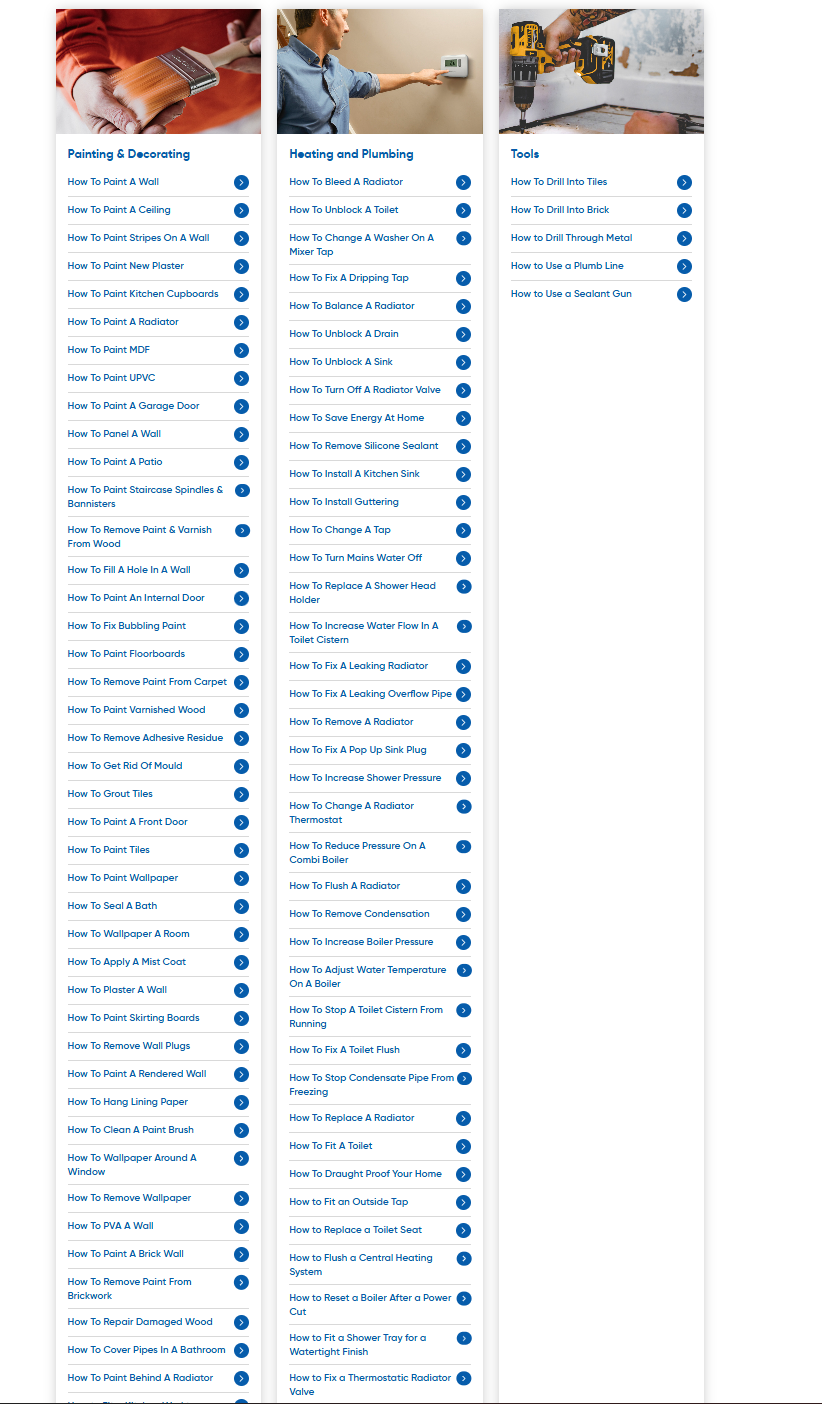 Painting & Decorating
How To Paint A Wall
How To Paint A Ceiling
How To Paint Stripes On A Wall
How To Paint New Plaster
How To Paint Kitchen Cupboards
How To Paint A Radiator
How To Paint MDF
How To Paint UPVC
How To Paint A Garage Door
How To Panel A Wall
How To Paint A Patio
How To Paint Staircase Spindles &
Bannisters
How To Remove Paint & Varnish
From Wood
How To Fill A Hole In A Wall
How To Paint An Internal Door
How To Fix Bubbling Paint
How To Paint Floorboards
How To Remove Paint From Carpet
How To Paint Varnished Wood
How To Remove Adhesive Residue
How To Get Rid Of Mould
How To Grout Tiles
How To Paint A Front Door
How To Paint Tiles
How To Paint Wallpaper
How To Seal A Bath
How To Wallpaper A Room
How To Apply A Mist Coat
How To Plaster A Wall
How To Paint Skirting Boards
How To Remove Wall Plugs
How To Paint A Rendered Wall
How To Hang Lining Paper
How To Clean A Paint Brush
How To Wallpaper Around A
Window
How To Remove Wallpaper
How To PVA A Wall
How To Paint A Brick Wall
How To Remove Paint From
Brickwork
How To Repair Damaged Wood
How To Cover Pipes In A Bathroom
How To Paint Behind A Radiator
Heating and Plumbing
How To Bleed A Radiator
How To Unblock A Toilet
How To Change A Washer On A
Mixer Tap
How To Fix A Dripping Tap
How To Balance A Radiator
How To Unblock A Drain
How To Unblock A Sink
How To Turn Off A Radiator Valve
How To Save Energy At Home
How To Remove Silicone Sealant
How To Install A Kitchen Sink
How To Install Guttering
How To Change A Tap
How To Turn Mains Water Off
How To Replace A Shower Head
Holder
How To Increase Water Flow In A
Toilet Cistern
How To Fix A Leaking Radiator
How To Fix A Leaking Overflow Pipe
How To Remove A Radiator
How To Fix A Pop Up Sink Plug
How To Increase Shower Pressure
How To Change A Radiator
Thermostat
How To Reduce Pressure On A
Combi Boiler
How To Flush A Radiator
How To Remove Condensation
How To Increase Boiler Pressure
How To Adjust Water Temperature
On A Boiler
How To Stop A Toilet Cistern From
Running
How To Fix A Toilet Flush
How To Stop Condensate Pipe From
Freezing
How To Replace A Radiator
How To Fit A Toilet
How To Draught Proof Your Home
How to Fit an Outside Tap
How to Replace a Toilet Seat
How to Flush a Central Heating
System
How to Reset a Boiler After a Power
Cut
How to Fit a Shower Tray for a
Watertight Finish
How to Fix a Thermostatic Radiator
Valve
Tools
How To Drill Into Tiles
How To Drill Into Brick
How to Drill Through Metal
How to Use a Plumb Line
How to Use a Sealant Gun